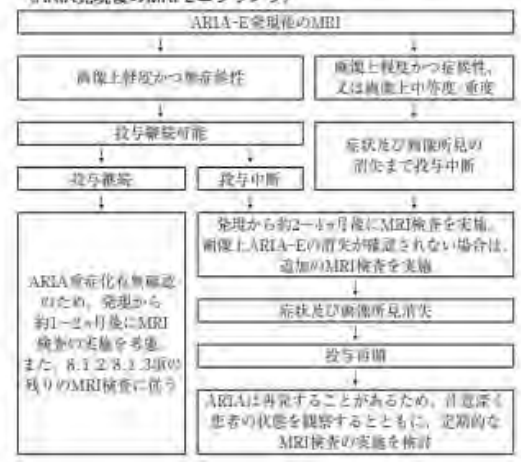 ARIA-E発現後のMRI
画像上軽度かつ無症候性
画像上軽度かつ症候性、
又は画像上中等度/重度
投与継続可能
症状及び画像所見の
消失まで投与中断
投与継続
投与中断
発現から約2〜4ヵ月後にMRI検査を実施。
画像上ARIA-Eの消失が確認されない場合は、
追加のMRI検査を実施
ARIA重症化有無確認
のため、発現から
約1〜2ヵ月後にMRI
検査の実施を考慮。
また、8.1.2/8.1.3項の
残りのMRI検査に従う
症状及び画像所見消失
投与再開
ARIAは再発することがあるため、注意深く
患者の状態を観察するとともに、定期的な
MRI検査の実施を検討